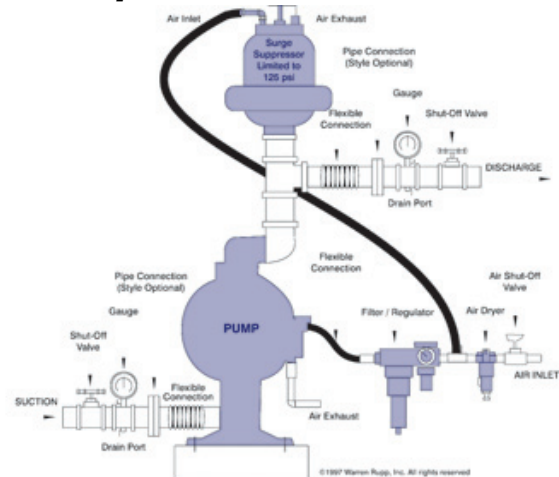 Air Inlet
Air Exhaust
Surge
Suppressor
Limited to
125 psi
Pipe Connection
(Style Optional)
Gauge
Flexible
Connection
Shut-Off Valve
DISCHARGE
Drain Port
Flexible
Connection
Pipe Connection
(Style Optional)
Air Shut-Off
Valve
Gauge
Filter / Regulator
Air Dryer
Shut-Off
Valve
PUMP
AIR INLET
Flexible
Connection
SUCTION
Air Exhaust
Drain Port
©1997 Warren Rupp, Inc. All rights reserved